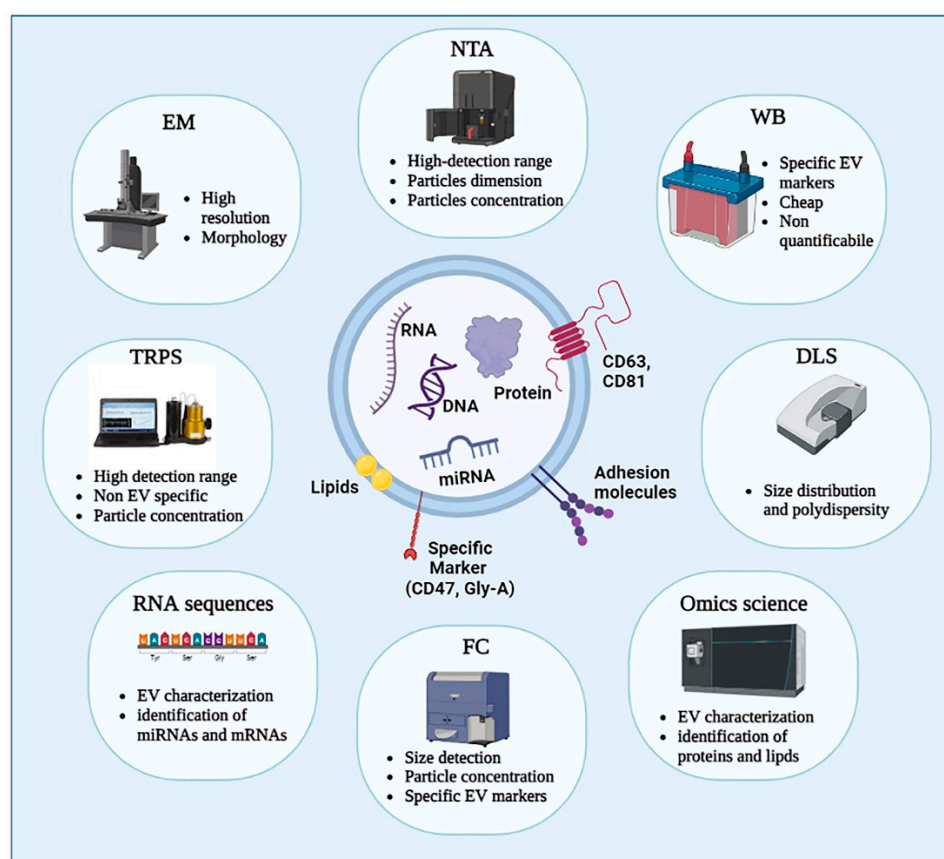 NTA
• High-detection range
• Particles dimension
• Particles concentration
EM
• High
resolution
• Morphology
WB
• Specific EV
markers
• Cheap
• Non
quantificabile
RNA
DNA
Protein
miRNA
CD63,
CD81
Lipids
Adhesion
molecules
Specific
Marker
(CD47, Gly-A)
TRPS
• High detection range
• Non EV specific
• Particle concentration
DLS
• Size distribution
and polydispersity
RNA sequences
U A C U C A C C U U C A
Tyr Ser Gly Ser
• EV characterization
• identification of
miRNAs and mRNAs
FC
• Size detection
• Particle concentration
• Specific EV markers
Omics science
• EV characterization
• identification of
proteins and lipds